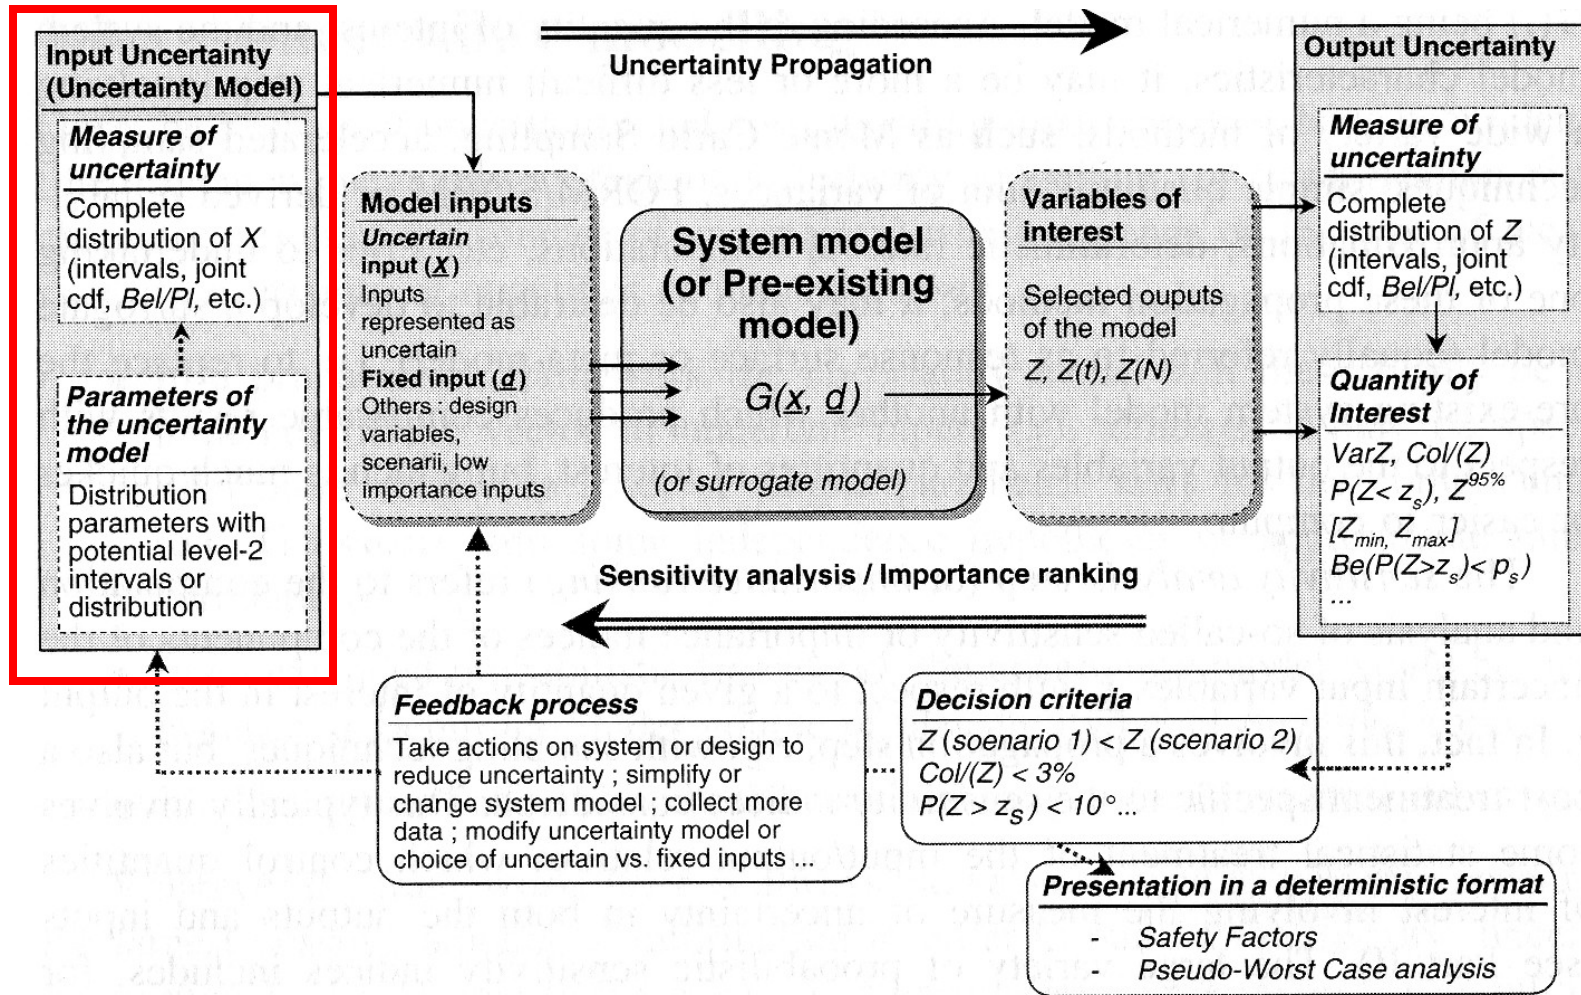 Uncertainty Propagation
Input Uncertainty
(Uncertainty Model)
Measure of
uncertainty
Complete
distribution of X
(intervals, joint
cdf, Bel/Pl, etc.)
Parameters of
the uncertainty
model
Distribution
parameters with
potential level-2
intervals or
distribution
Model inputs
Uncertain
input (X)
Inputs
represented as
uncertain
Fixed input (d)
Others : design
variables,
scenarii, low
importance inputs
System model
(or Pre-existing
model)
G(x, d)
(or surrogate model)
Variables of
interest
Selected ouputs
of the model
Z, Z(t), Z(N)
Output Uncertainty
Measure of
uncertainty
Complete
distribution of Z
(intervals, joint
cdf, Bel/Pl, etc.)
Quantity of
Interest
VarZ, CoI/(Z)
P(Z< zs), Z95%
[Zmin, Zmax]
Be(P(Z>zs)< ps)
...
Sensitivity analysis / Importance ranking
Feedback process
Take actions on system or design to
reduce uncertainty ; simplify or
change system model ; collect more
data ; modify uncertainty model or
choice of uncertain vs. fixed inputs ...
Decision criteria
Z (soenario 1) < Z (scenario 2)
CoI/(Z) < 3%
P(Z > zs) < 10°...
Presentation in a deterministic format
- Safety Factors
- Pseudo-Worst Case analysis